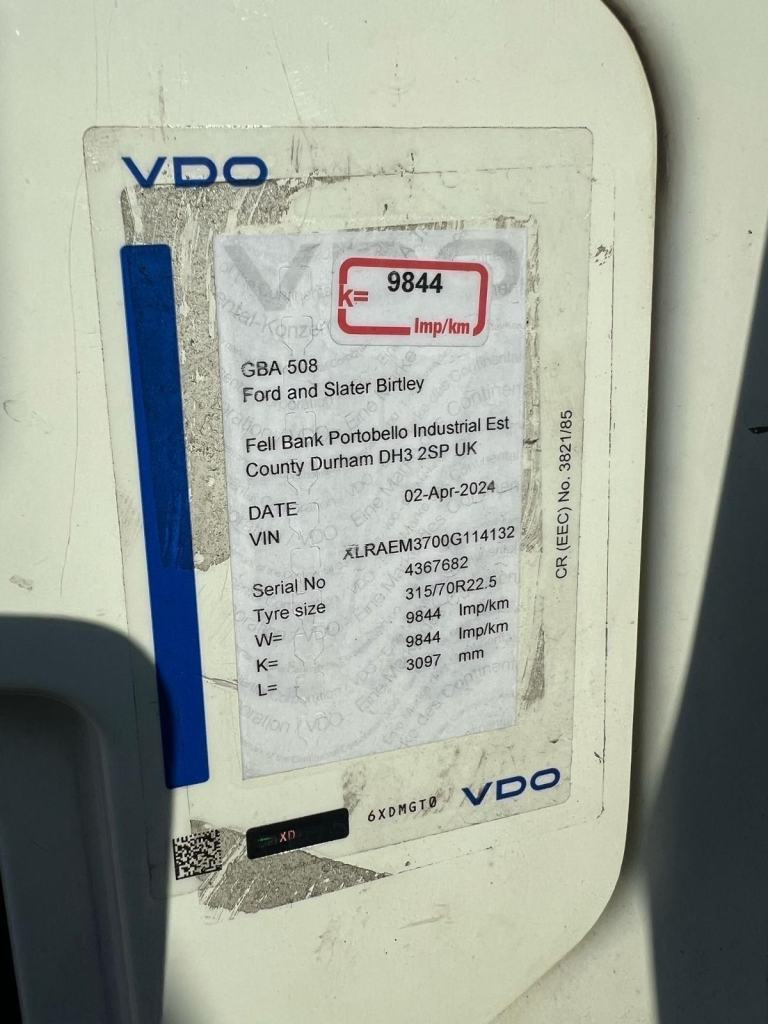 VDO
k= 9844
Imp/km
GBA 508
Ford and Slater Birtley
Fell Bank Portobello Industrial Est
County Durham DH3 2SP UK
DATE 02-Apr-2024
VIN XLRAEM3700G114132
Serial No 4367682
Tyre size 315/70R22.5
W= 9844 Imp/km
K= 9844 Imp/km
L= 3097 mm
CR (EEC) No. 3821/85
XD
6XDMGT0
VDO